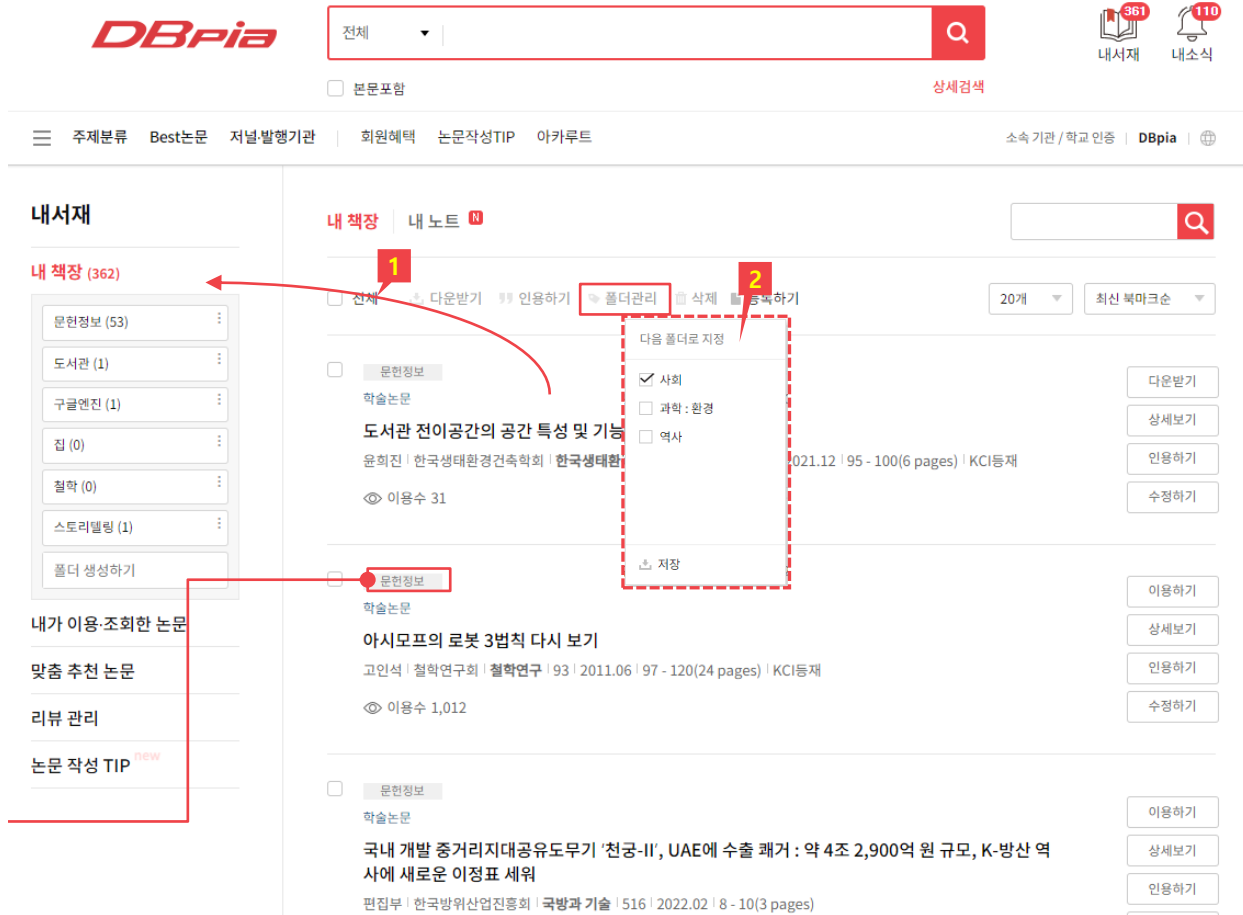 DBpia
전체
361
110
내서재
내소식
본문포함
상세검색
주제분류 Best논문 저널·발행기관 회원혜택 논문작성TIP 아카루트
소속 기관 / 학교 인증 DBpia
내서재
내 책장 (362)
문헌정보 (53)
도서관 (1)
구글엔진 (1)
집 (0)
철학 (0)
스토리델링 (1)
폴더 생성하기
내가 이용·조회한 논문
맞춤 추천 논문
리뷰 관리
논문 작성 TIP new
내 책장 내 노트 N
1
2
전체 다운받기 인용하기 폴더관리 삭제 등록하기
20개 최신 북마크순
다음 폴더로 지정
사회
과학 : 환경
역사
저장
문헌정보
학술논문
도서관 전이공간의 공간 특성 및 기능
윤희진 한국생태환경건축학회 한국생태환 021.12 95 - 100(6 pages) KCI등재
이용수 31
다운받기
상세보기
인용하기
수정하기
문헌정보
학술논문
아시모프의 로봇 3법칙 다시 보기
고인석 철학연구회 철학연구 93 2011.06 97 - 120(24 pages) KCI등재
이용수 1,012
이용하기
상세보기
인용하기
수정하기
문헌정보
학술논문
국내 개발 중거리지대공유도무기 '천궁-II', UAE에 수출 쾌거 : 약 4조 2,900억 원 규모, K-방산 역
사에 새로운 이정표 세워
편집부 한국방위산업진흥회 국방과 기술 516 2022.02 8 - 10(3 pages)
이용하기
상세보기
인용하기